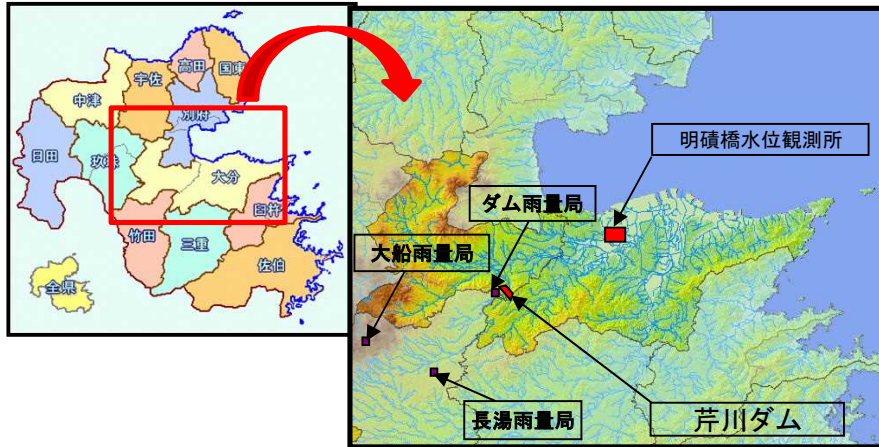 高田
国東
宇佐
中津
別府
日田
玖珠
大分
臼杵
竹田
三重
佐伯
全県
明磧橋水位観測所
ダム雨量局
大船雨量局
長湯雨量局
芹川ダム